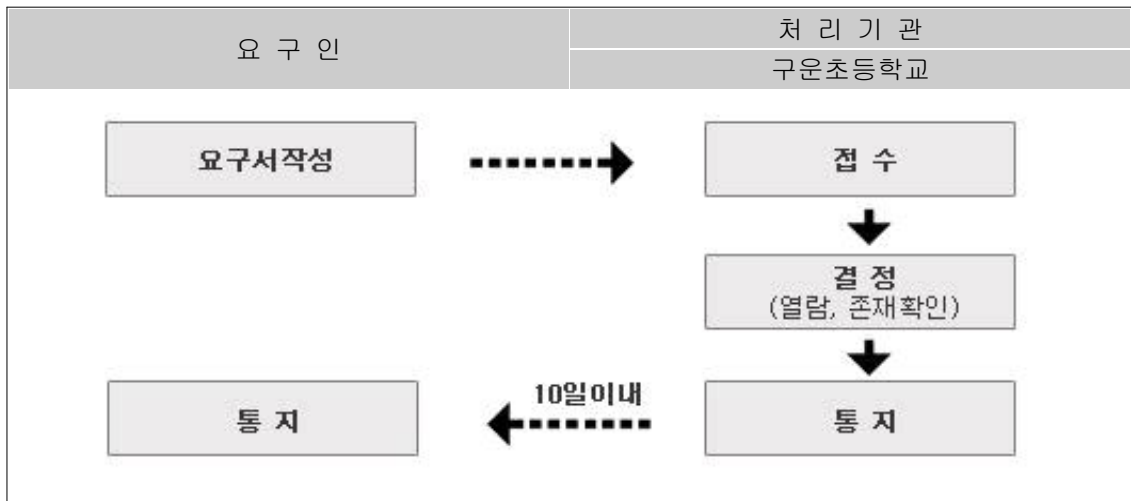 요 구 인
처 리 기 관
구운초등학교
요구서작성
접 수
결 정
(열람, 존재확인)
10일이내
통 지
통 지